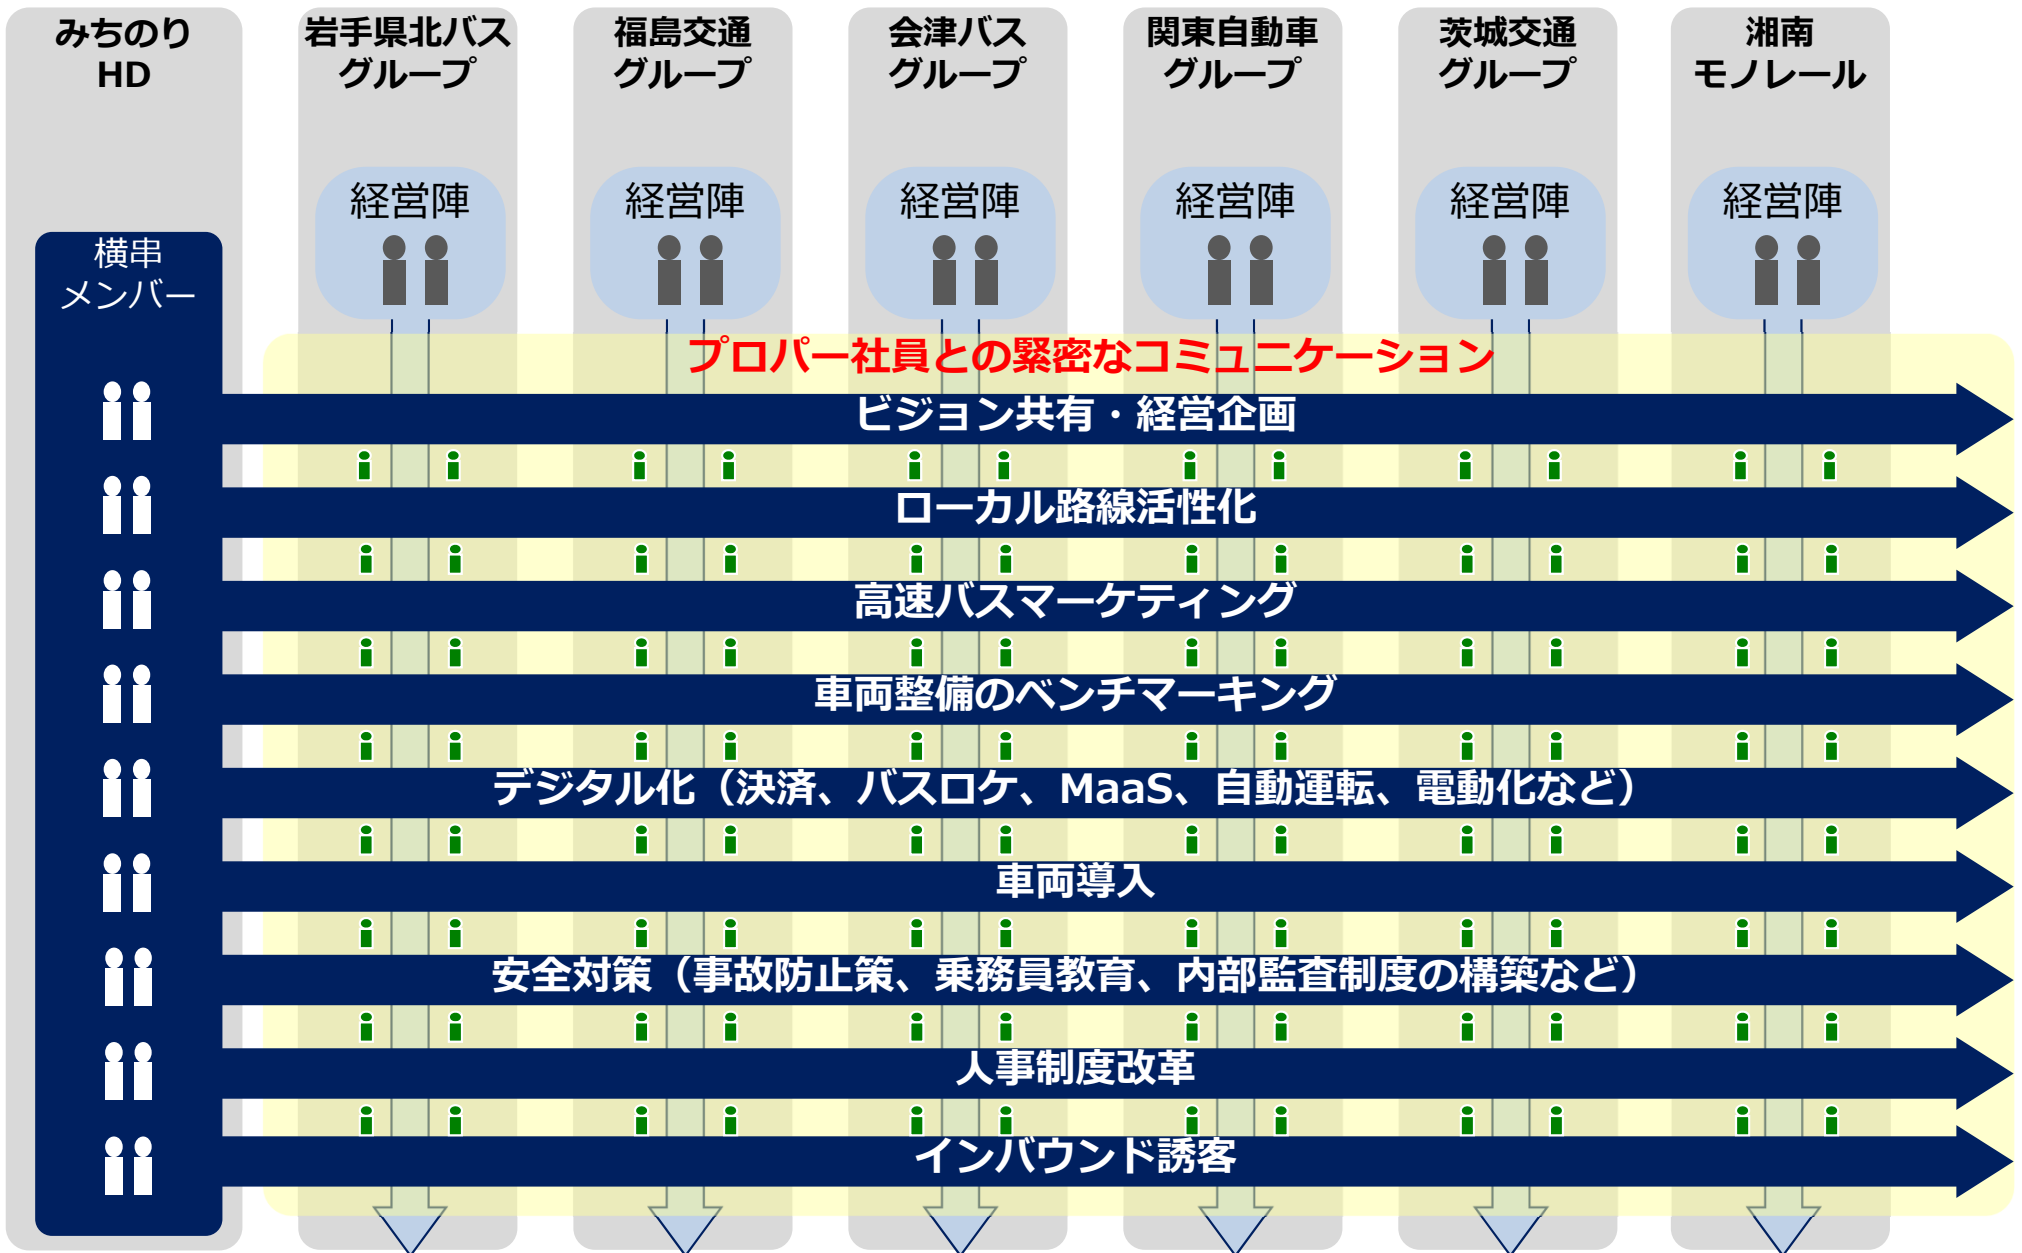 みちのり
HD
岩手県北バス
グループ
福島交通
グループ
会津バス
グループ
関東自動車
グループ
茨城交通
グループ
湘南
モノレール
経営陣
経営陣
経営陣
経営陣
経営陣
経営陣
横串
メンバー
プロパー社員との緊密なコミュニケーション
ビジョン共有・経営企画
ローカル路線活性化
高速バスマーケティング
車両整備のベンチマーキング
デジタル化（決済、バスロケ、MaaS、自動運転、電動化など）
車両導入
安全対策（事故防止策、乗務員教育、内部監査制度の構築など）
人事制度改革
インバウンド誘客